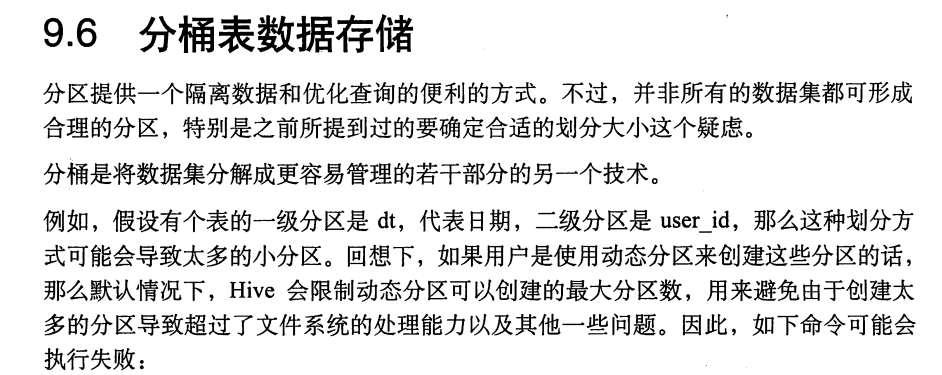 9.6 分桶表数据存储
分区提供一个隔离数据和优化查询的便利的方式。不过，并非所有的数据集都可形成
合理的分区，特别是之前所提到过的要确定合适的划分大小这个疑虑。
分桶是将数据集分解成更容易管理的若干部分的另一个技术。
例如，假设有个表的一级分区是 dt，代表日期，二级分区是 user_id，那么这种划分方
式可能会导致太多的小分区。回想下，如果用户是使用动态分区来创建这些分区的话，
那么默认情况下，Hive 会限制动态分区可以创建的最大分区数，用来避免由于创建太
多的分区导致超过了文件系统的处理能力以及其他一些问题。因此，如下命令可能会
执行失败：